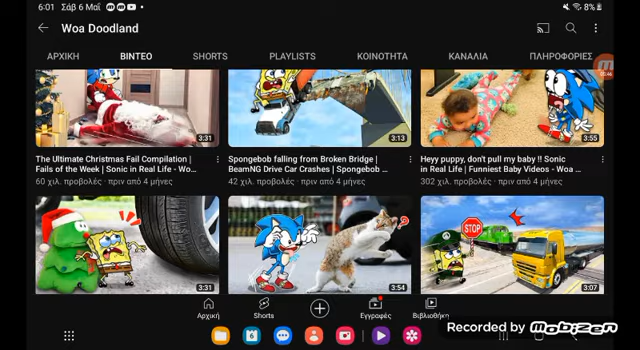 6:01 Σάβ 6 Μαΐ 8%
Woa Doodland
ΑΡΧΙΚΗ ΒΙΝΤΕΟ SHORTS PLAYLISTS ΚΟΙΝΟΤΗΤΑ ΚΑΝΑΛΙΑ ΠΛΗΡΟΦΟΡΙΕΣ
3:31 3:13 3:55
The Ultimate Christmas Fail Compilation |
Fails of the Week | Sonic in Real Life - Wo...
60 χιλ. προβολές · πριν από 4 μήνες
Spongebob falling from Broken Bridge |
BeamNG Drive Car Crashes | Spongebob ...
42 χιλ. προβολές · πριν από 4 μήνες
Heyy puppy, don't pull my baby !! Sonic
in Real Life | Funniest Baby Videos - Woa ...
302 χιλ. προβολές · πριν από 4 μήνες
STOP
3:31 3:54 3:07
Αρχική Shorts Εγγραφές Βιβλιοθήκη
6
Recorded by mobizen